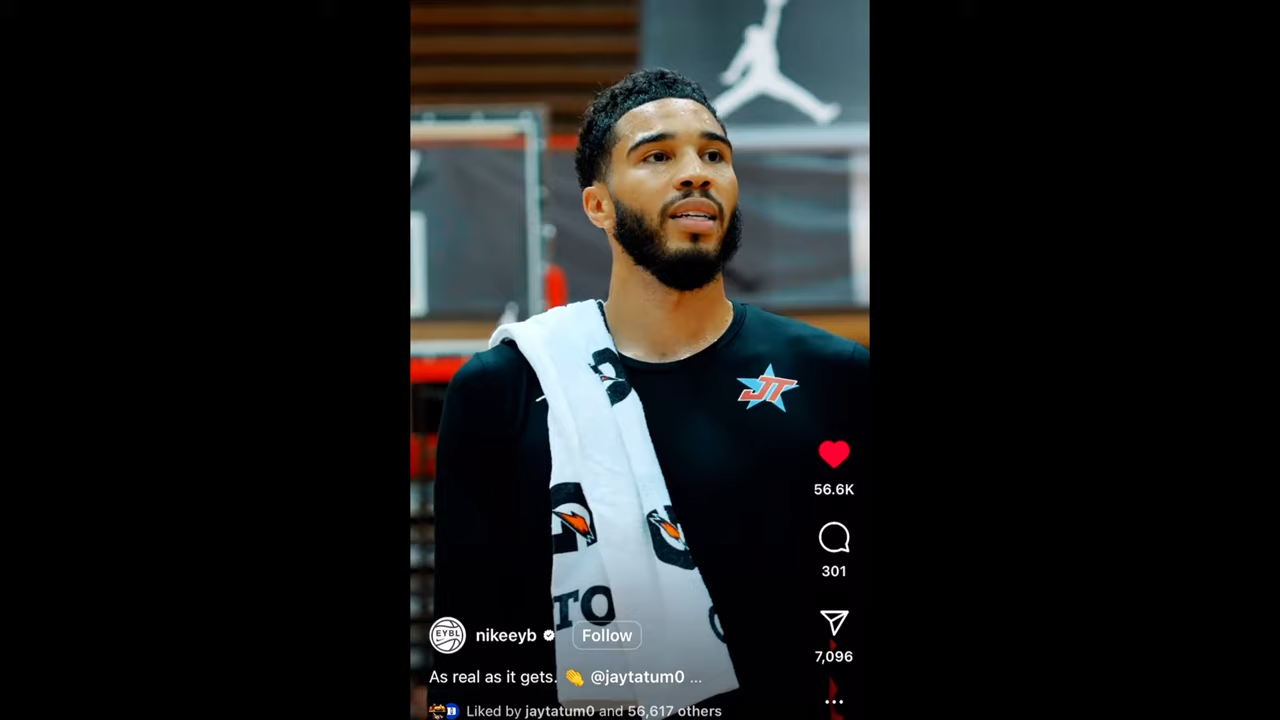 JT
56.6K
301
TO
nikeeyb
Follow
EYBL
7,096
As real as it gets. 👏 @jaytatum0 ...
Liked by jaytatum0 and 56,617 others